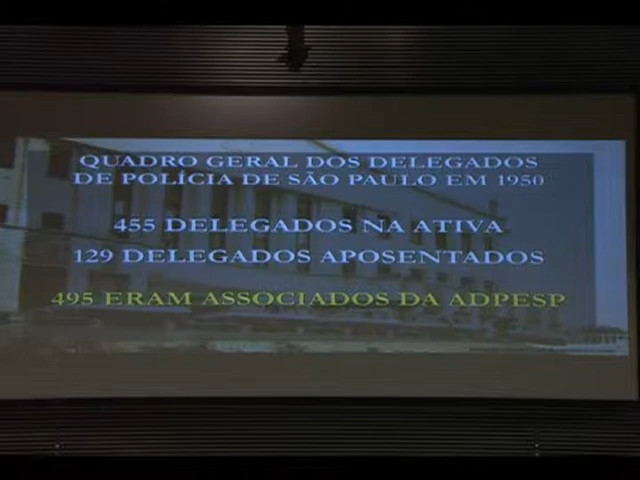 QUADRO GERAL DOS DELEGADOS
DE POLÍCIA DE SÃO PAULO EM 1950
455 DELEGADOS NA ATIVA
129 DELEGADOS APOSENTADOS
495 ERAM ASSOCIADOS DA ADPESP